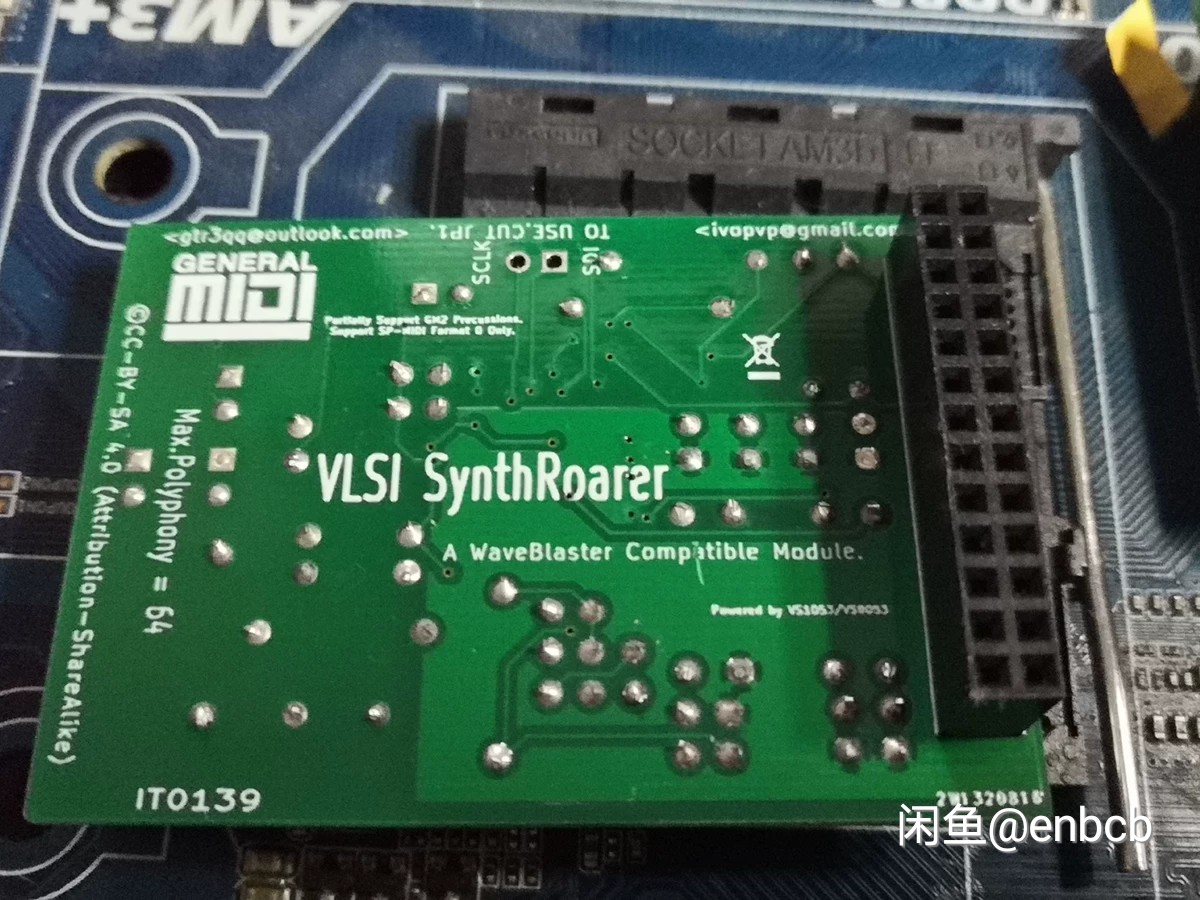 AM3+
SOCKET AM3b
<gtr3qq@outlook.com>
TO USE.CUT JP1.
<ivopvp@gmail.com
SCLK
SDI
GENERAL
MIDI
Partially Support GM2 Precussions.
Support SP-MIDI Format 0 Only.
©CC-BY-SA 4.0 (Attribution-ShareAlike)
Max.Polyphony = 64
VLSI SynthRoarer
A WaveBlaster Compatible Module.
Powered by VS1053/VS8053
ITO139
闲鱼@enbcb